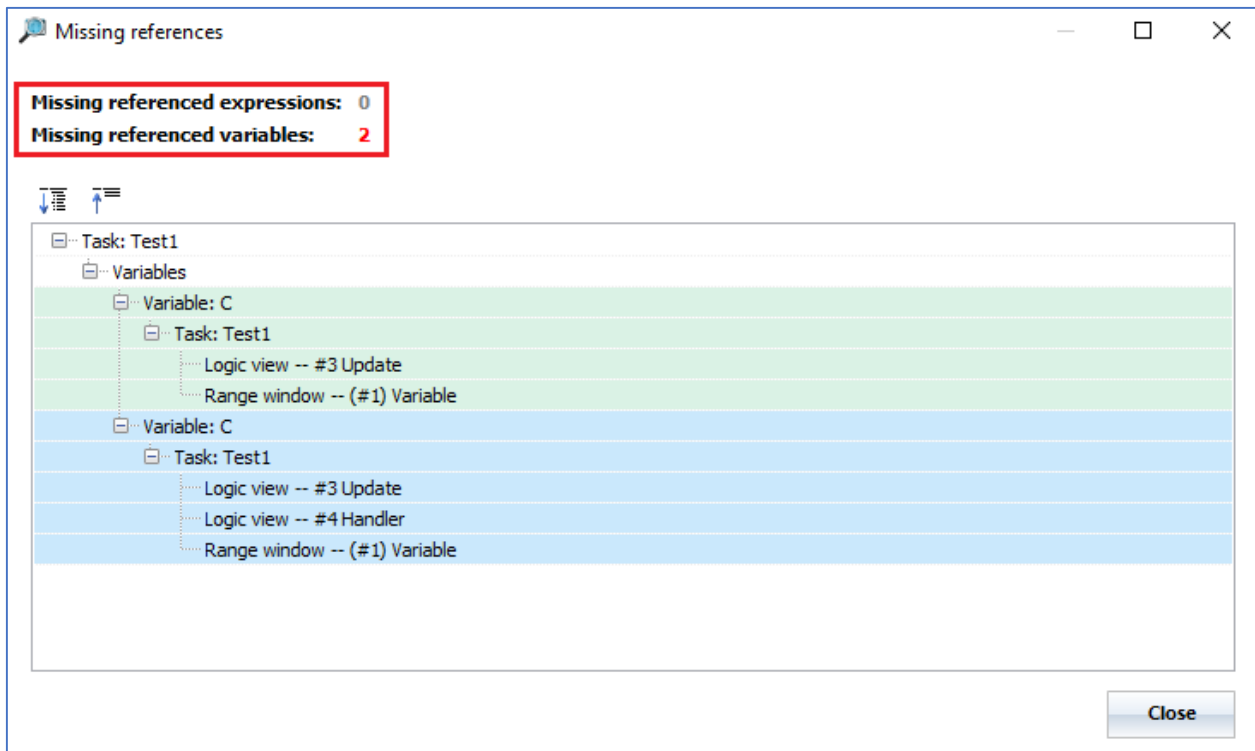 Missing references
Missing referenced expressions: 0
Missing referenced variables: 2
Task: Test1
Variables
Variable: C
Task: Test1
Logic view -- #3 Update
Range window -- (#1) Variable
Variable: C
Task: Test1
Logic view -- #3 Update
Logic view -- #4 Handler
Range window -- (#1) Variable
Close